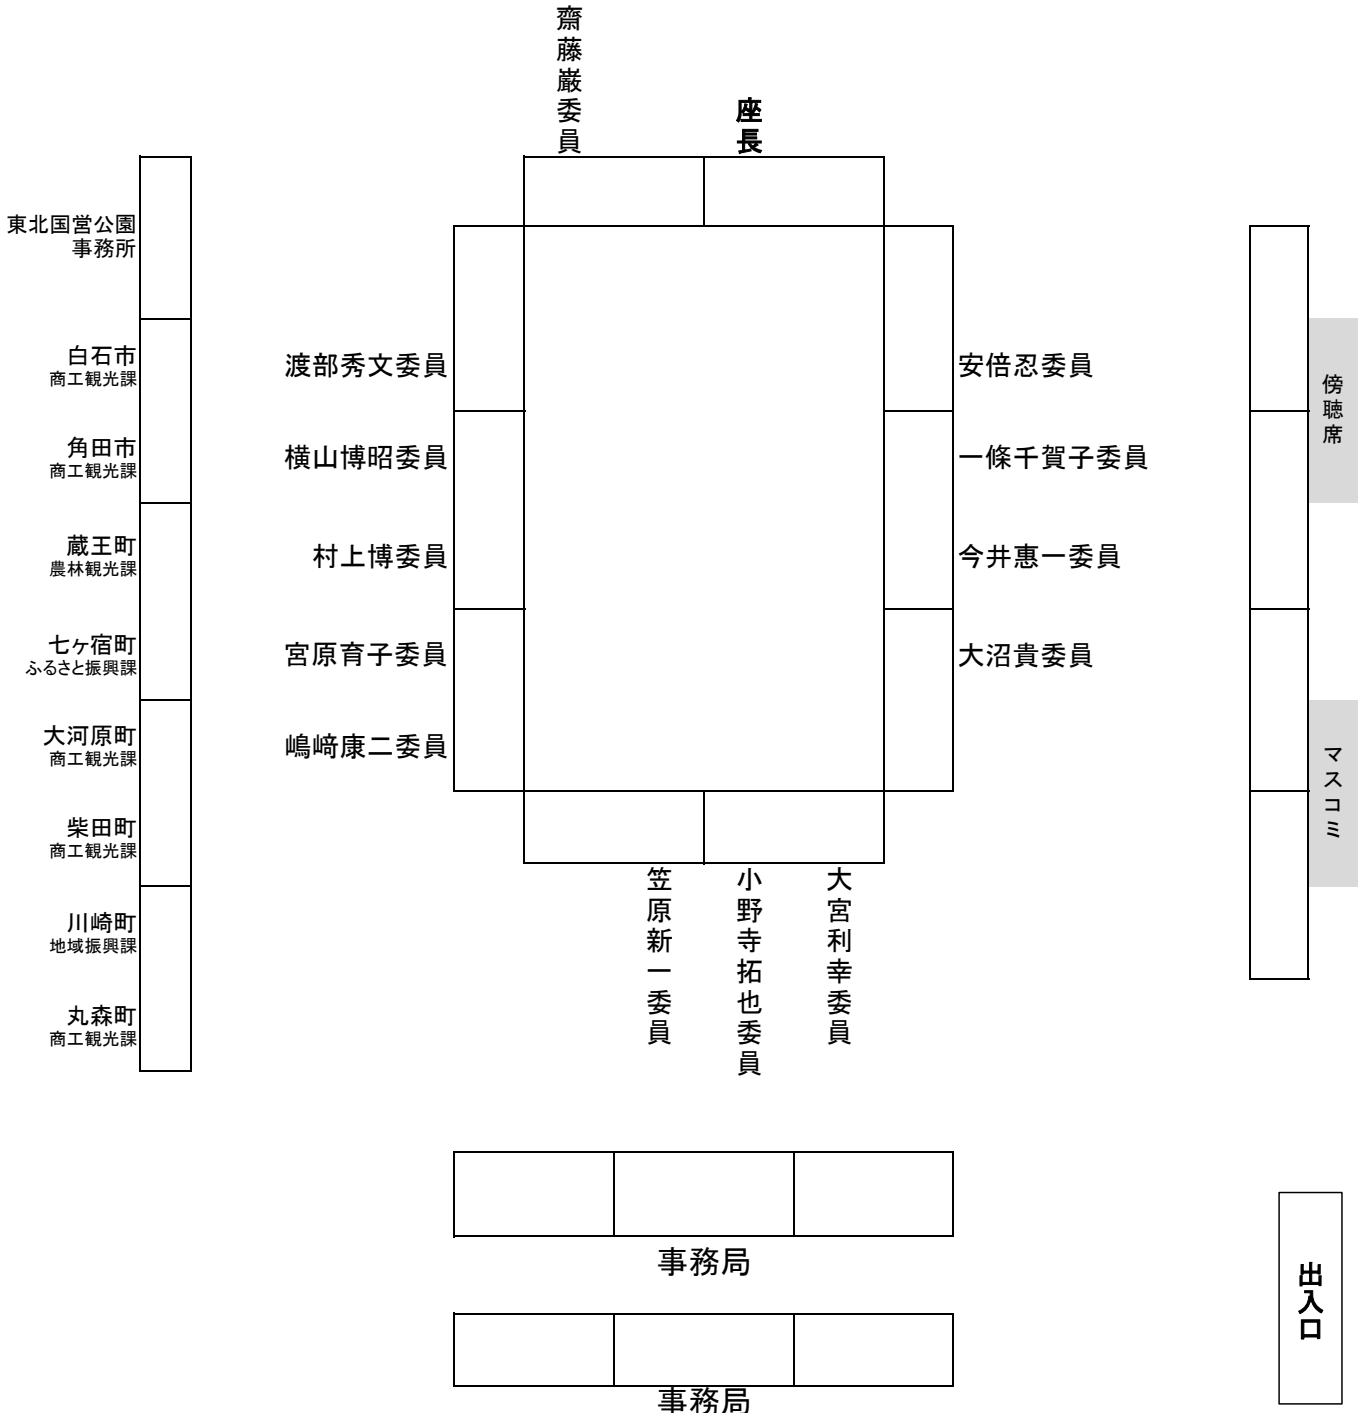 齋藤巌委員
座長
東北国営公園
事務所
白石市
商工観光課
角田市
商工観光課
蔵王町
農林観光課
七ヶ宿町
ふるさと振興課
大河原町
商工観光課
柴田町
商工観光課
川崎町
地域振興課
丸森町
商工観光課
渡部秀文委員
横山博昭委員
村上博委員
宮原育子委員
嶋﨑康二委員
安倍忍委員
一條千賀子委員
今井惠一委員
大沼貴委員
傍聴席
マスコミ
笠原新一委員
小野寺拓也委員
大宮利幸委員
事務局
事務局
出入口